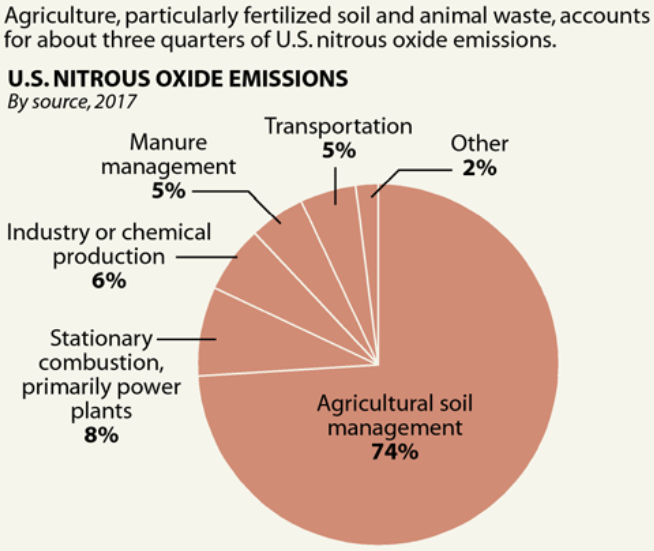 Agriculture, particularly fertilized soil and animal waste, accounts
for about three quarters of U.S. nitrous oxide emissions.
U.S. NITROUS OXIDE EMISSIONS
By source, 2017
Transportation
5%
Other
2%
Manure
management
5%
Industry or chemical
production
6%
Stationary
combustion,
primarily power
plants
8%
Agricultural soil
management
74%